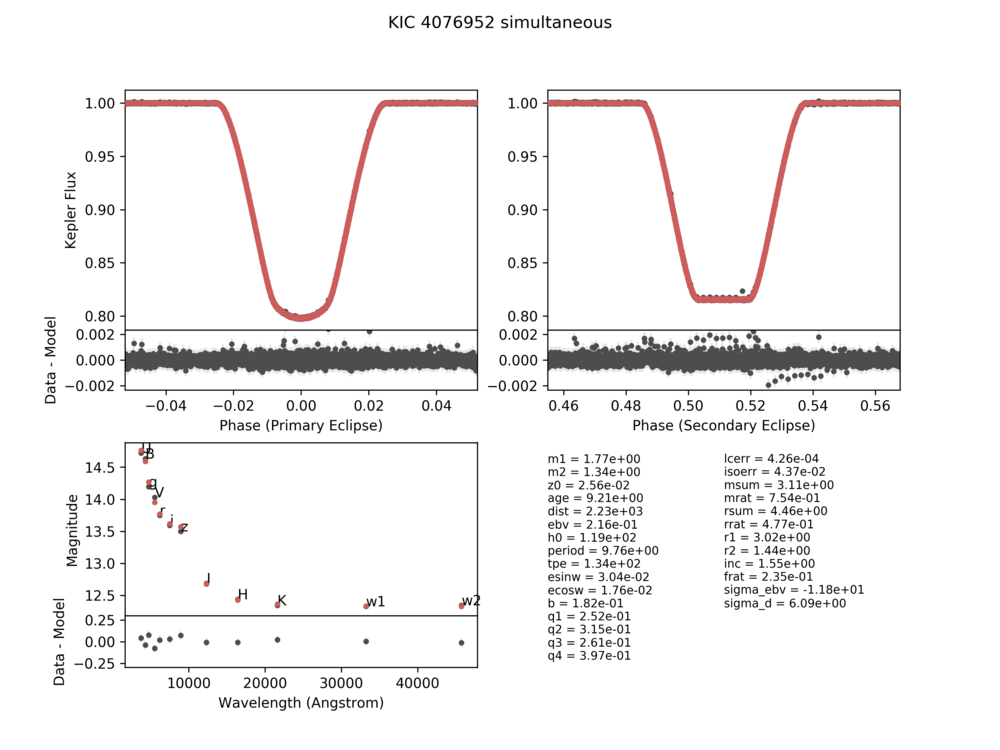 KIC 4076952 simultaneous
1.00
0.95
0.90
0.85
0.80
Kepler Flux
0.002
0.000
−0.002
Data - Model
−0.04
−0.02
0.00
0.02
0.04
Phase (Primary Eclipse)
1.00
0.95
0.90
0.85
0.80
0.002
0.000
−0.002
0.46
0.48
0.50
0.52
0.54
0.56
Phase (Secondary Eclipse)
14.5
14.0
13.5
13.0
12.5
Magnitude
U
B
g
V
r
i
z
J
H
K
w1
w2
0.25
0.00
−0.25
Data - Model
10000
20000
30000
40000
Wavelength (Angstrom)
m1 = 1.77e+00
m2 = 1.34e+00
z0 = 2.56e-02
age = 9.21e+00
dist = 2.23e+03
ebv = 2.16e-01
h0 = 1.19e+02
period = 9.76e+00
tpe = 1.34e+02
esinw = 3.04e-02
ecosw = 1.76e-02
b = 1.82e-01
q1 = 2.52e-01
q2 = 3.15e-01
q3 = 2.61e-01
q4 = 3.97e-01
lcerr = 4.26e-04
isoerr = 4.37e-02
msum = 3.11e+00
mrat = 7.54e-01
rsum = 4.46e+00
rrat = 4.77e-01
r1 = 3.02e+00
r2 = 1.44e+00
inc = 1.55e+00
frat = 2.35e-01
sigma_ebv = -1.18e+01
sigma_d = 6.09e+00